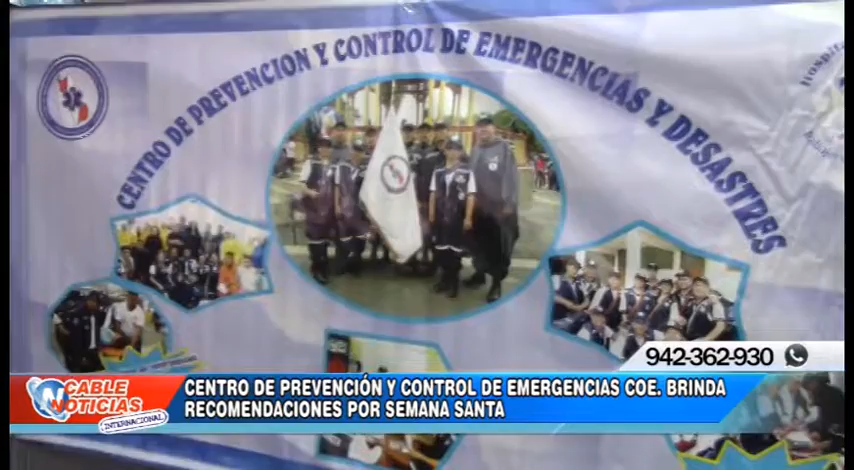 CENTRO DE PREVENCION Y CONTROL DE EMERGENCIAS Y DESASTRES
942-362-930
CABLE
NOTICIAS
INTERNACIONAL
CENTRO DE PREVENCIÓN Y CONTROL DE EMERGENCIAS COE. BRINDA
RECOMENDACIONES POR SEMANA SANTA